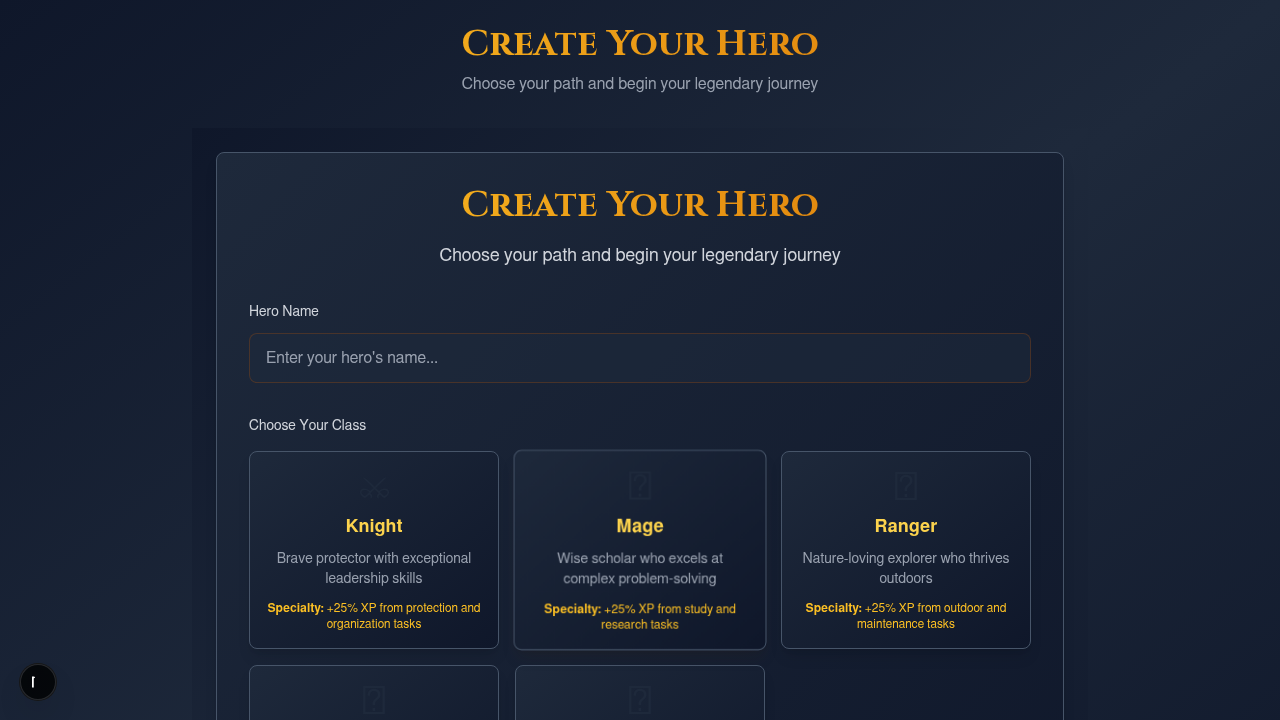 Create Your Hero
Choose your path and begin your legendary journey
Create Your Hero
Choose your path and begin your legendary journey
Hero Name
Enter your hero's name...
Choose Your Class
Knight
Brave protector with exceptional
leadership skills
Specialty: +25% XP from protection and
organization tasks
Mage
Wise scholar who excels at
complex problem-solving
Specialty: +25% XP from study and
research tasks
Ranger
Nature-loving explorer who thrives
outdoors
Specialty: +25% XP from outdoor and
maintenance tasks